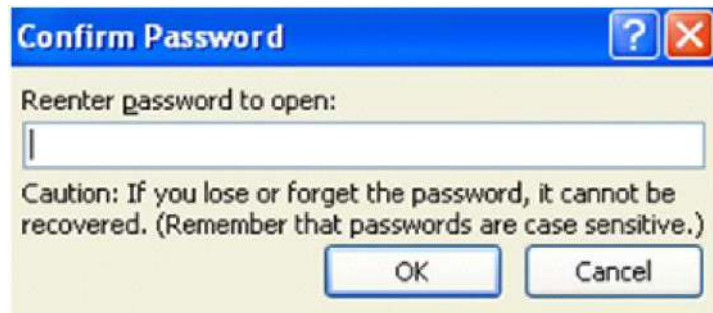 Confirm Password
?
Reenter password to open:
Caution: If you lose or forget the password, it cannot be
recovered. (Remember that passwords are case sensitive.)
OK Cancel